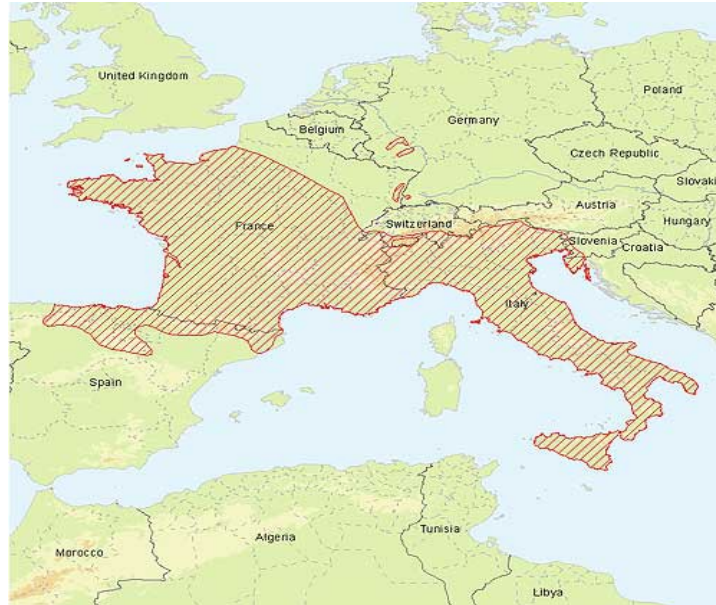 United Kingdom
Poland
Germany
Belgium
Czech Republic
Slovaki
Austria
Switzerland
France
Hungary
Slovenia
Croatia
Italy
Spain
Tunisia
Algeria
Morocco
Libya